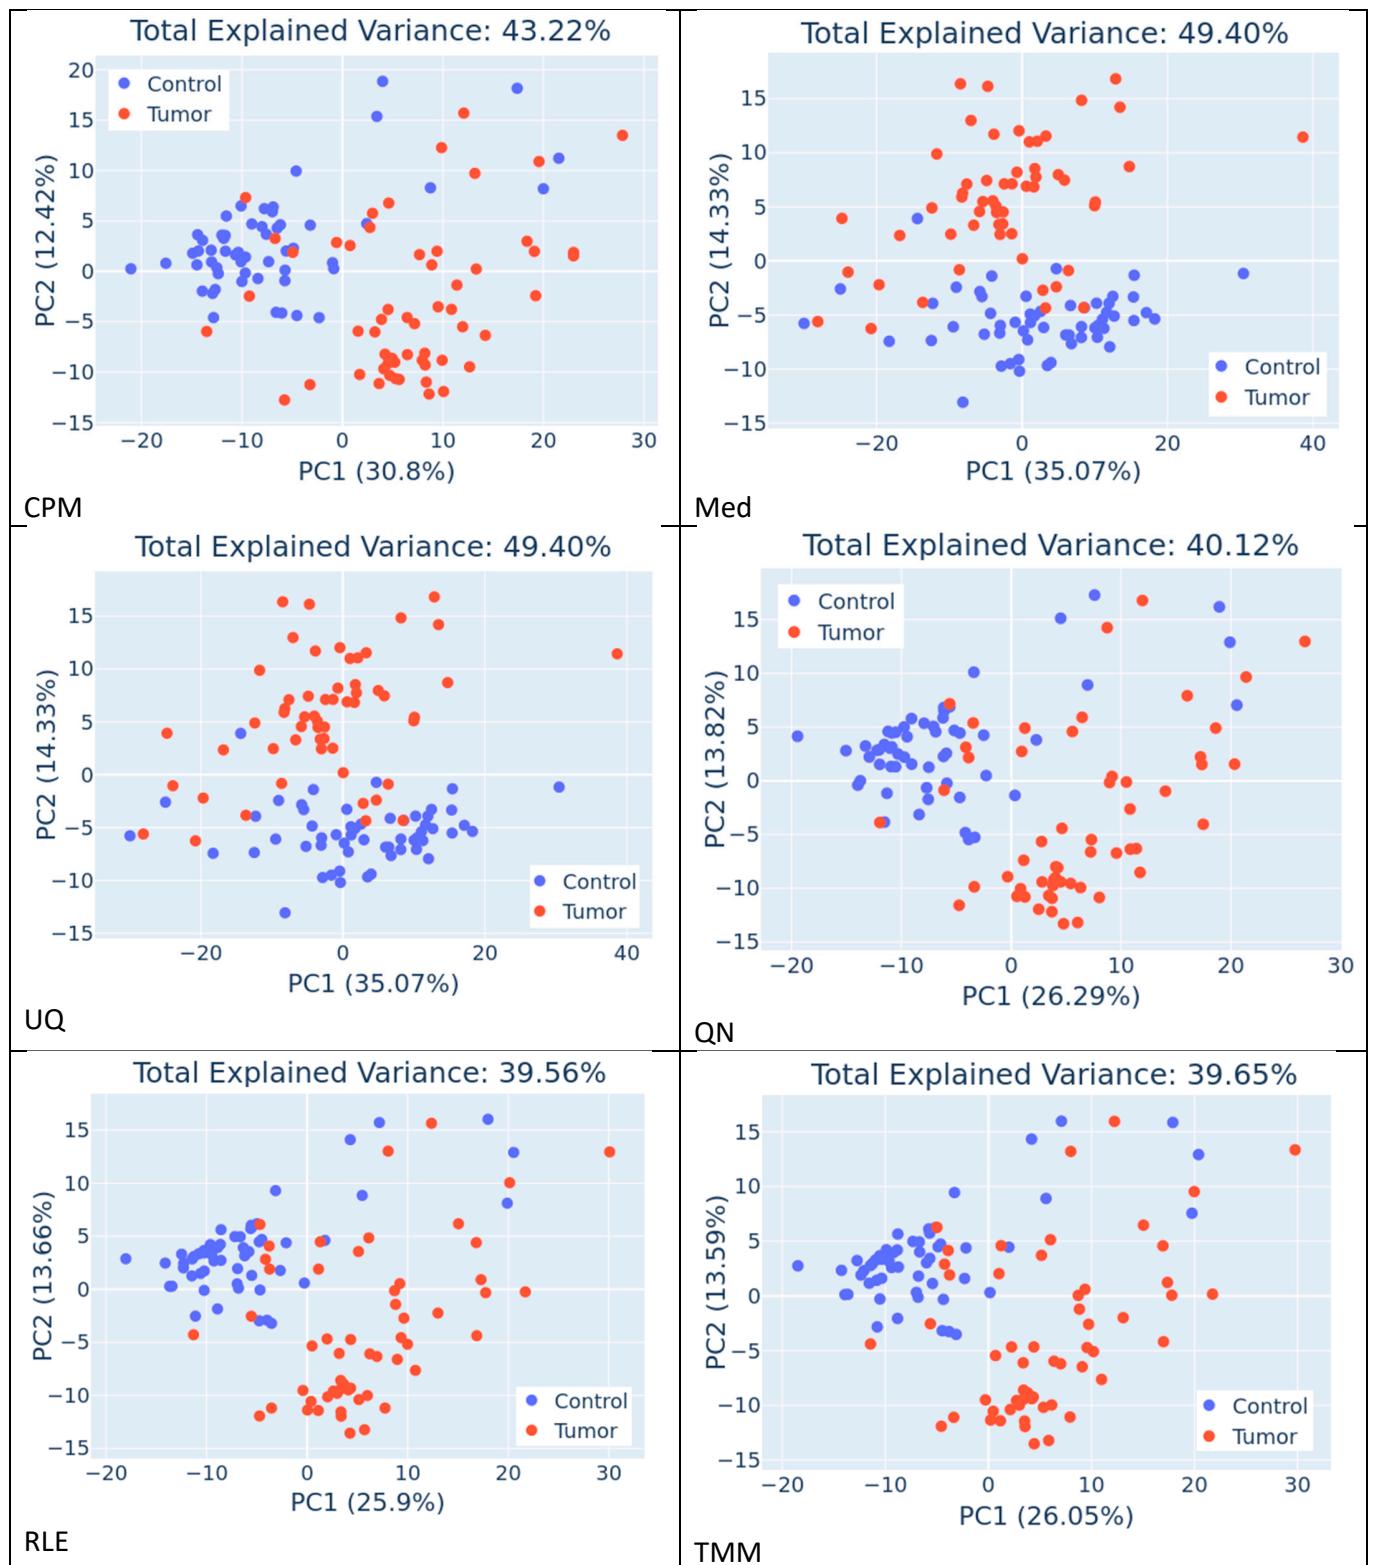 Total Explained Variance: 43.22%
Control
Tumor
20
15
10
5
0
−5
−10
−15
PC2 (12.42%)
−20 −10 0 10 20 30
PC1 (30.8%)
CPM
Total Explained Variance: 49.40%
15
10
5
0
−5
−10
−15
PC2 (14.33%)
Control
Tumor
−20 0 20 40
PC1 (35.07%)
Med
Total Explained Variance: 49.40%
15
10
5
0
−5
−10
−15
PC2 (14.33%)
Control
Tumor
−20 0 20 40
PC1 (35.07%)
UQ
Total Explained Variance: 40.12%
Control
Tumor
15
10
5
0
−5
−10
−15
PC2 (13.82%)
−20 −10 0 10 20 30
PC1 (26.29%)
QN
Total Explained Variance: 39.56%
15
10
5
0
−5
−10
−15
PC2 (13.66%)
Control
Tumor
−20 −10 0 10 20 30
PC1 (25.9%)
RLE
Total Explained Variance: 39.65%
15
10
5
0
−5
−10
−15
PC2 (13.59%)
Control
Tumor
−20 −10 0 10 20 30
PC1 (26.05%)
TMM